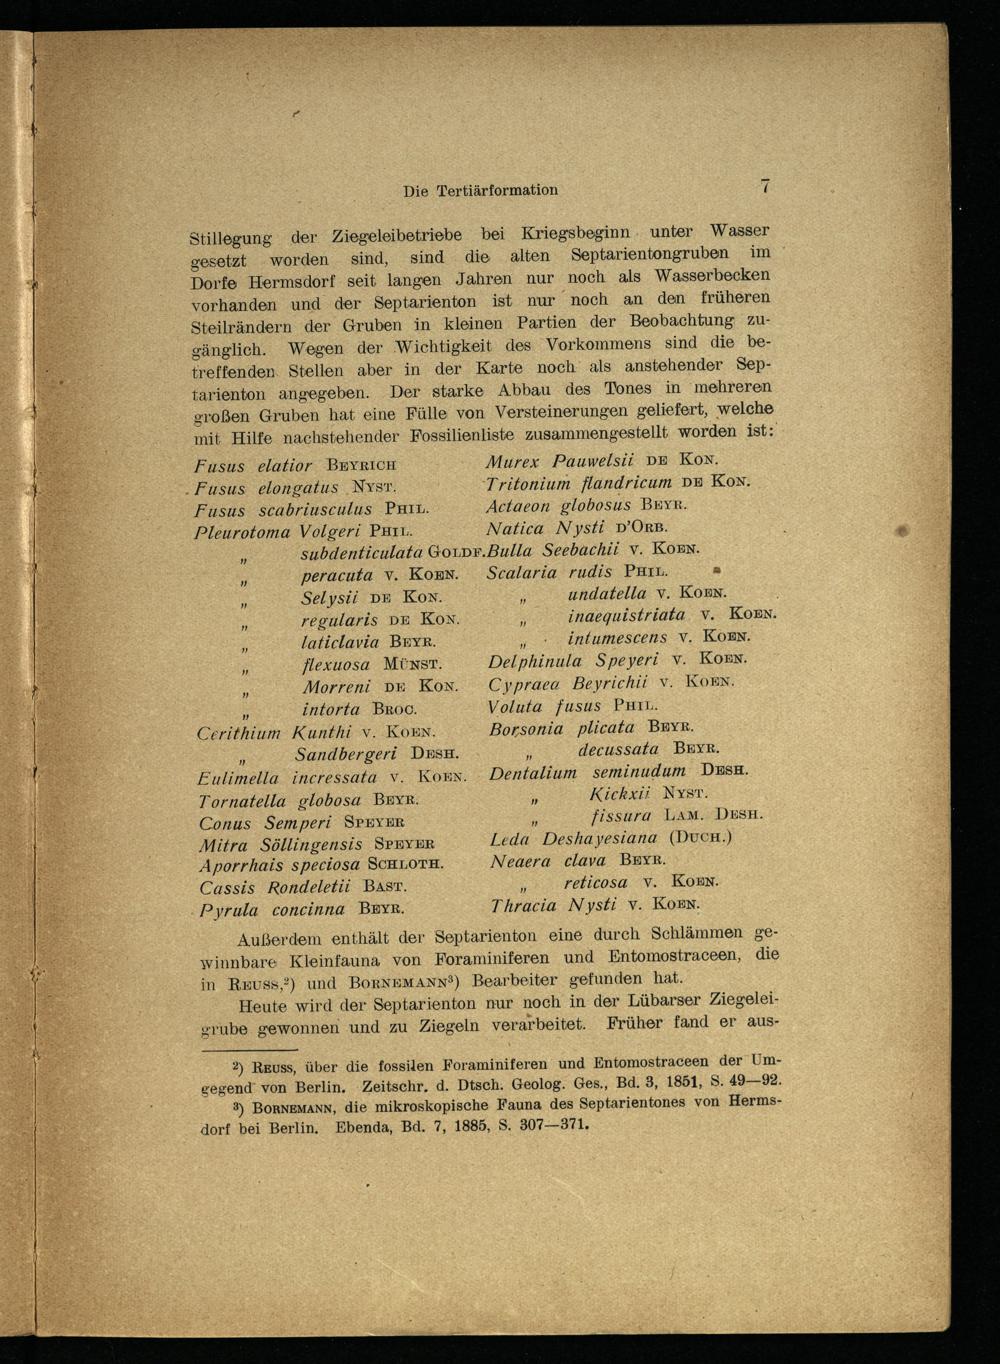 Die Tertiärformation 7
Stillegung der Ziegeleibetriebe bei Kriegsbeginn unter Wasser
gesetzt worden sind, sind die alten Septarientongruben im
Dorfe Hermsdorf seit langen Jahren nur noch als Wasserbecken
vorhanden und der Septarienton ist nur noch an den früheren
Steilrändern der Gruben in kleinen Partien der Beobachtung zu-
gänglich. Wegen der Wichtigkeit des Vorkommens sind die be-
treffenden Stellen aber in der Karte noch als anstehender Sep-
tarienton angegeben. Der starke Abbau des Tones in mehreren
großen Gruben hat eine Fülle von Versteinerungen geliefert, welche
mit Hilfe nachstehender Fossilienliste zusammengestellt worden ist:
Fusus elatior BEYRICH
Fusus elongatus NYST.
Fusus scabriusculus PHIL.
Pleurotoma Volgeri PHIL.
„ subdenticulata GOLDF.
„ peracuta v. KOEN.
„ Selysii DE KON.
„ regularis DE KON.
„ laticlavia BEYR.
„ flexuosa MÜNST.
„ Morreni DE KON.
„ intorta BROC.
Cerithium Kunthi v. KOEN.
„ Sandbergeri DESH.
Eulimella incressata v. KOEN.
Tornatella globosa BEYR.
Conus Semperi SPEYER
Mitra Söllingensis SPEYER
Aporrhais speciosa SCHLOTH.
Cassis Rondeletii BAST.
Pyrula concinna BEYR.
Murex Pauwelsii DE KON.
Tritonium flandricum DE KON.
Actaeon globosus BEYR.
Natica Nysti D'ORB.
Bulla Seebachii v. KOEN.
Scalaria rudis PHIL.
„ undatella v. KOEN.
„ inaequistriata v. KOEN.
„ intumescens v. KOEN.
Delphinula Speyeri v. KOEN.
Cypraea Beyrichii v. KOEN.
Voluta fusus PHIL.
Borsonia plicata BEYR.
„ decussata BEYR.
Dentalium seminudum DESH.
„ Kickxii NYST.
„ fissura LAM. DESH.
Leda Deshayesiana (DUCH.)
Neaera clava BEYR.
„ reticosa v. KOEN.
Thracia Nysti v. KOEN.
Außerdem enthält der Septarienton eine durch Schlämmen ge-
winnbare Kleinfauna von Foraminiferen und Entomostraceen, die
in REUSS,²) und BORNEMANN³) Bearbeiter gefunden hat.
Heute wird der Septarienton nur noch in der Lübarser Ziegelei-
grube gewonnen und zu Ziegeln verarbeitet. Früher fand er aus-
²) REUSS, über die fossilen Foraminiferen und Entomostraceen der Um-
gegend von Berlin. Zeitschr. d. Dtsch. Geolog. Ges., Bd. 3, 1851, S. 49—92.
³) BORNEMANN, die mikroskopische Fauna des Septarientones von Herms-
dorf bei Berlin. Ebenda, Bd. 7, 1885, S. 307—371.